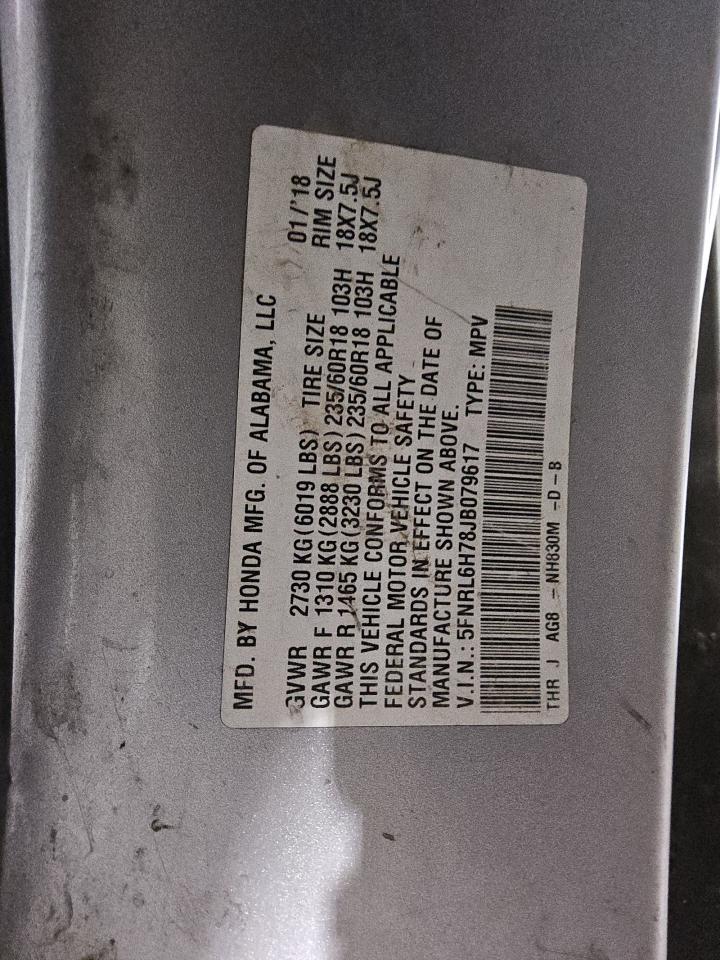 MFD. BY HONDA MFG. OF ALABAMA, LLC
GVWR 2730 KG (6019 LBS) TIRE SIZE 01/'18 RIM SIZE
GAWR F 1310 KG (2888 LBS) 235/60R18 103H 18X7.5J
GAWR R 1465 KG (3230 LBS) 235/60R18 103H 18X7.5J
THIS VEHICLE CONFORMS TO ALL APPLICABLE
FEDERAL MOTOR VEHICLE SAFETY
STANDARDS IN EFFECT ON THE DATE OF
MANUFACTURE SHOWN ABOVE.
V.I.N.: 5FNRL6H78JB079617 TYPE: MPV
THR J AG8 - NH830M -D-B